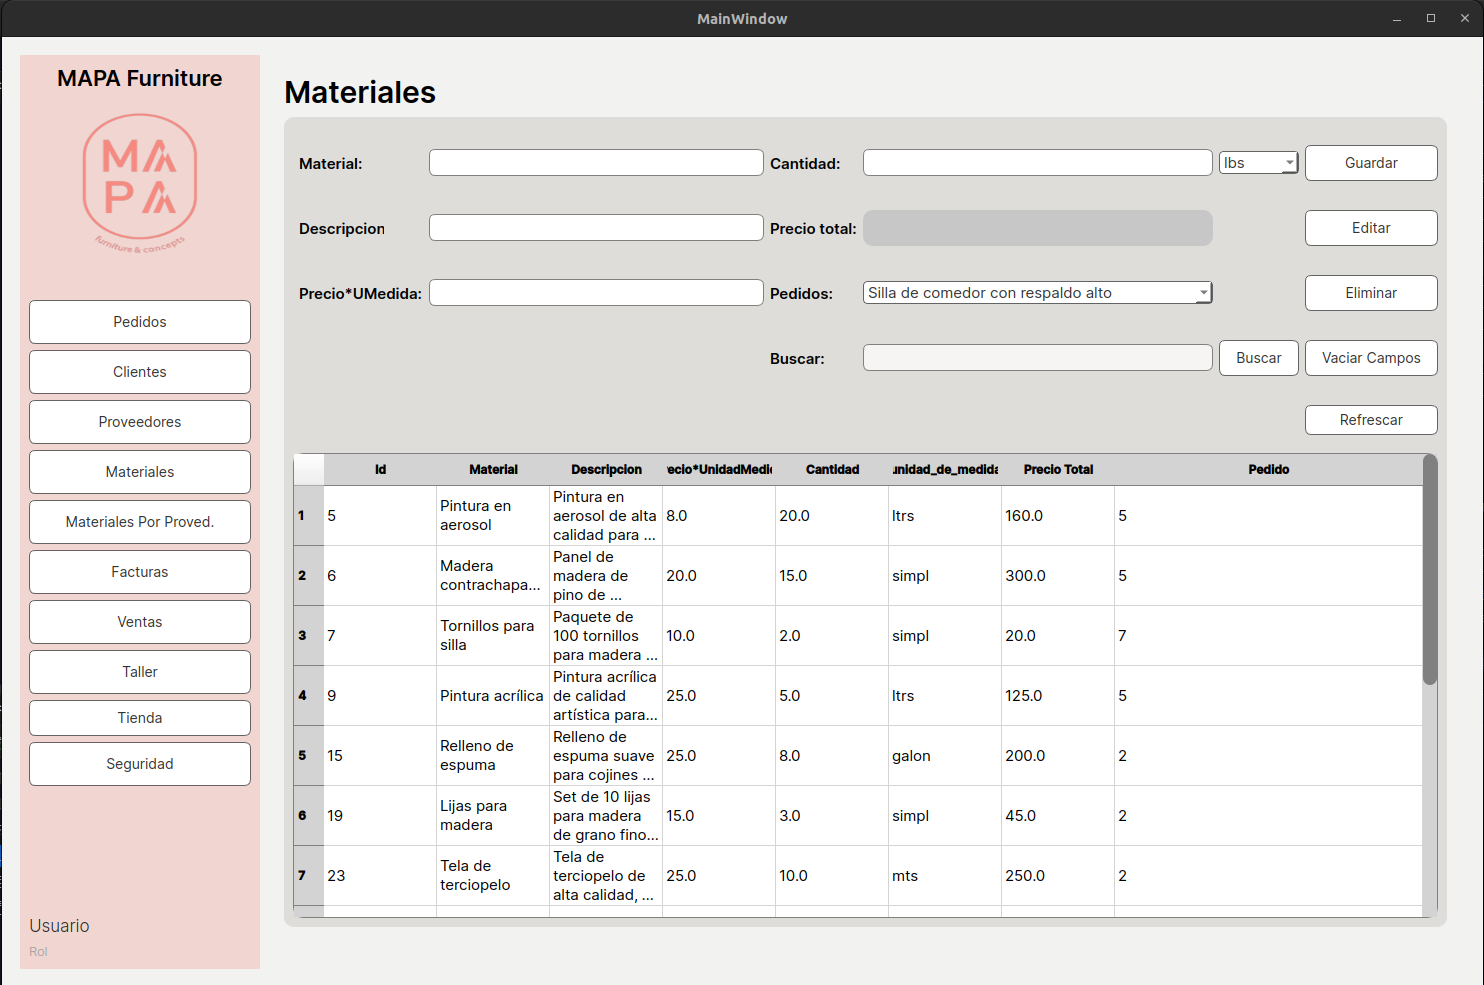 MainWindow
MAPA Furniture
MA
PA
furniture & concepts
Pedidos
Clientes
Proveedores
Materiales
Materiales Por Proved.
Facturas
Ventas
Taller
Tienda
Seguridad
Usuario
Rol
Materiales
Material:
Cantidad:
lbs
Guardar
Descripcion
Precio total:
Editar
Precio*UMedida:
Pedidos:
Silla de comedor con respaldo alto
Eliminar
Buscar:
Buscar
Vaciar Campos
Refrescar
Id Material Descripcion recio*UnidadMedid Cantidad unidad_de_medida Precio Total Pedido
1 5 Pintura en aerosol Pintura en aerosol de alta calidad para ... 8.0 20.0 ltrs 160.0 5
2 6 Madera contrachapa... Panel de madera de pino de ... 20.0 15.0 simpl 300.0 5
3 7 Tornillos para silla Paquete de 100 tornillos para madera ... 10.0 2.0 simpl 20.0 7
4 9 Pintura acrílica Pintura acrílica de calidad artística para... 25.0 5.0 ltrs 125.0 5
5 15 Relleno de espuma Relleno de espuma suave para cojines ... 25.0 8.0 galon 200.0 2
6 19 Lijas para madera Set de 10 lijas para madera de grano fino... 15.0 3.0 simpl 45.0 2
7 23 Tela de terciopelo Tela de terciopelo de alta calidad, ... 25.0 10.0 mts 250.0 2